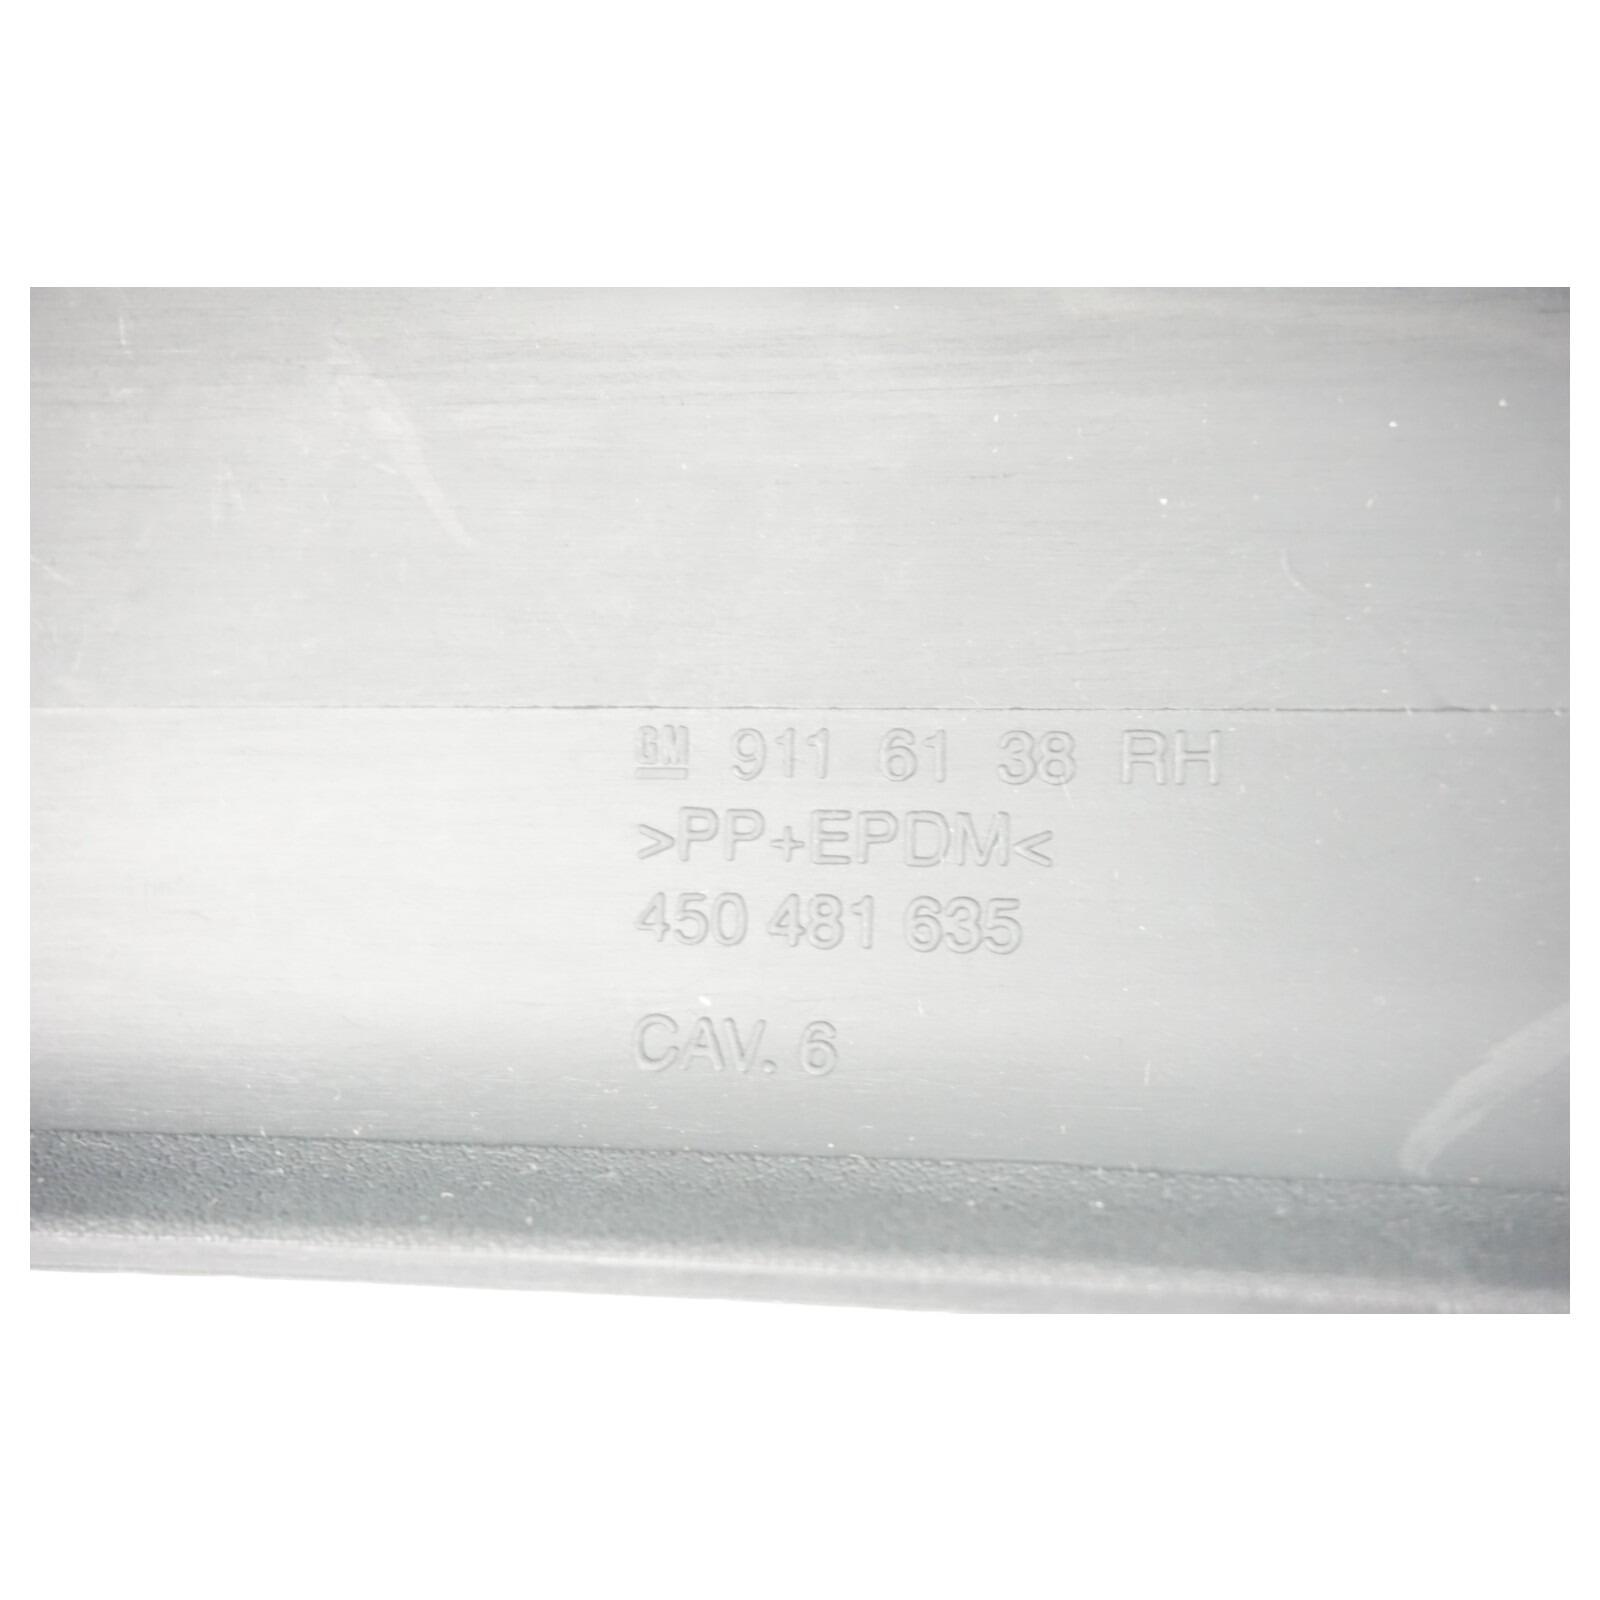 GM 911 61 38 RH
>PP+EPDM<
450 481 635
CAV. 6